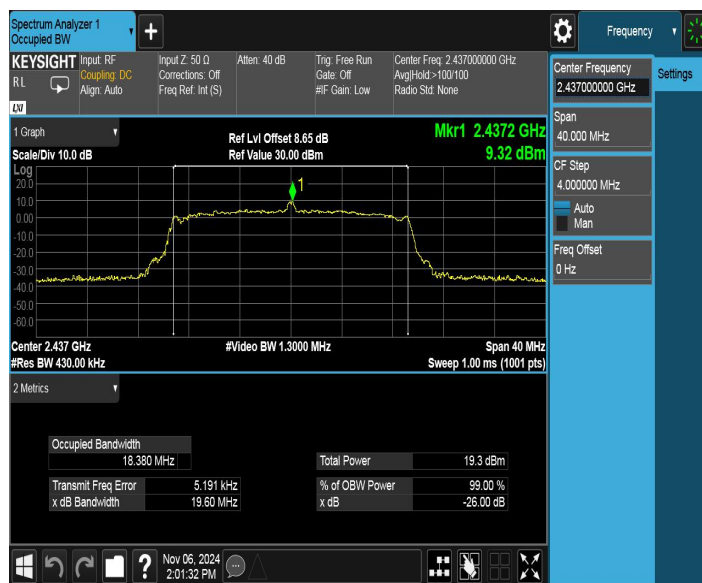 Spectrum Analyzer 1
Occupied BW
+
Frequency
KEYSIGHT
RL
LXI
Input: RF
Coupling: DC
Align: Auto
Input Z: 50 Ω
Corrections: Off
Freq Ref: Int (S)
Atten: 40 dB
Trig: Free Run
Gate: Off
#IF Gain: Low
Center Freq: 2.437000000 GHz
Avg|Hold:>100/100
Radio Std: None
Center Frequency
2.437000000 GHz
Settings
Span
40.000 MHz
CF Step
4.000000 MHz
Auto
Man
Freq Offset
0 Hz
1 Graph
Scale/Div 10.0 dB
Ref Lvl Offset 8.65 dB
Ref Value 30.00 dBm
Mkr1 2.4372 GHz
9.32 dBm
Log
20.0
10.0
0.00
-10.0
-20.0
-30.0
-40.0
-50.0
-60.0
1
Center 2.437 GHz
#Res BW 430.00 kHz
#Video BW 1.3000 MHz
Span 40 MHz
Sweep 1.00 ms (1001 pts)
2 Metrics
Occupied Bandwidth
18.380 MHz
Total Power 19.3 dBm
Transmit Freq Error 5.191 kHz
% of OBW Power 99.00 %
x dB Bandwidth 19.60 MHz
x dB -26.00 dB
?
Nov 06, 2024
2:01:32 PM